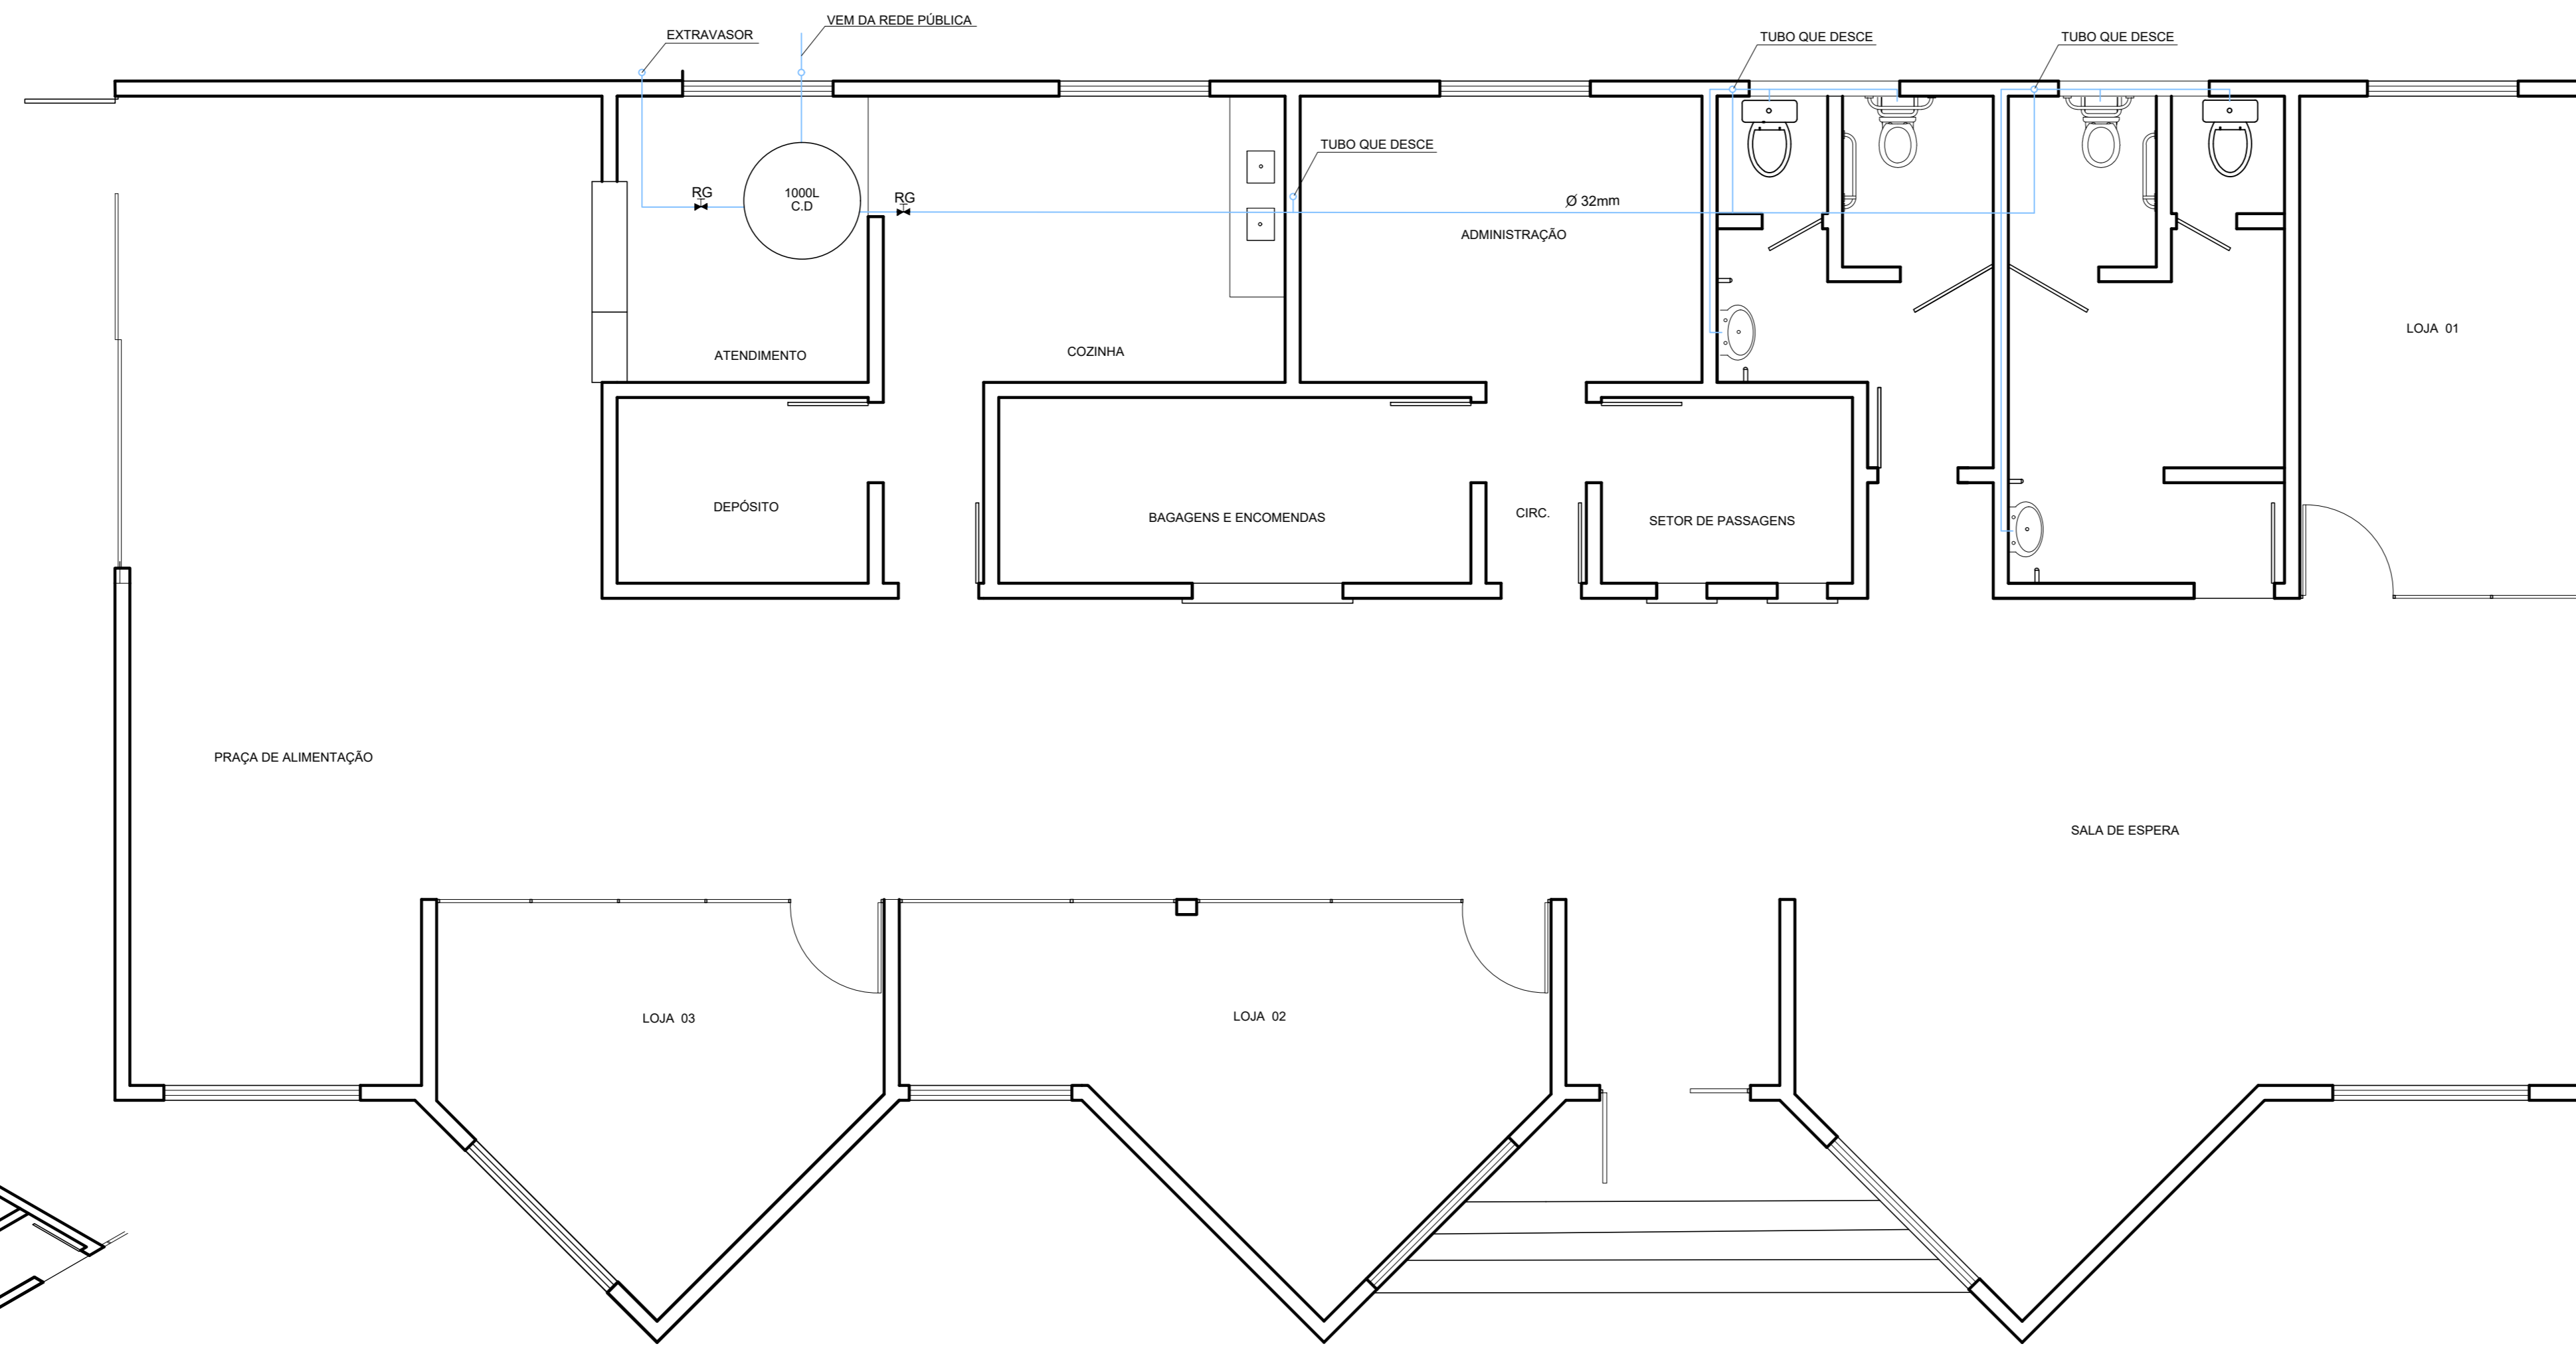 VEM DA REDE PÚBLICA
EXTRAVASOR
TUBO QUE DESCE
TUBO QUE DESCE
TUBO QUE DESCE
RG
1000L
C.D
RG
Ø 32mm
ADMINISTRAÇÃO
LOJA 01
ATENDIMENTO
COZINHA
DEPÓSITO
BAGAGENS E ENCOMENDAS
CIRC.
SETOR DE PASSAGENS
PRAÇA DE ALIMENTAÇÃO
SALA DE ESPERA
LOJA 03
LOJA 02